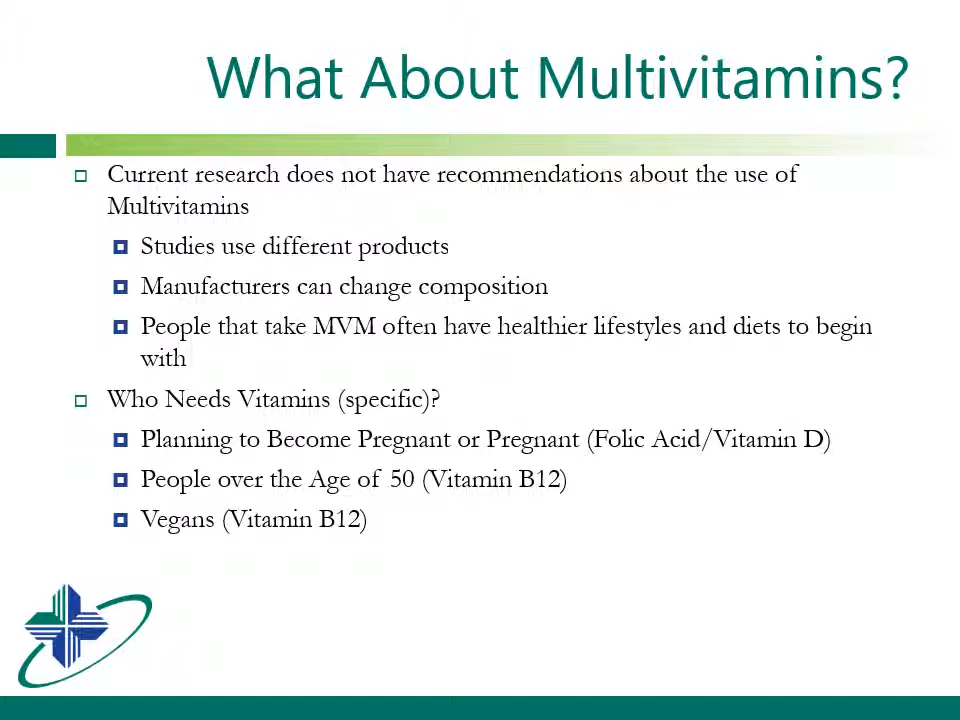 What About Multivitamins?
Current research does not have recommendations about the use of
Multivitamins
Studies use different products
Manufacturers can change composition
People that take MVM often have healthier lifestyles and diets to begin
with
Who Needs Vitamins (specific)?
Planning to Become Pregnant or Pregnant (Folic Acid/Vitamin D)
People over the Age of 50 (Vitamin B12)
Vegans (Vitamin B12)